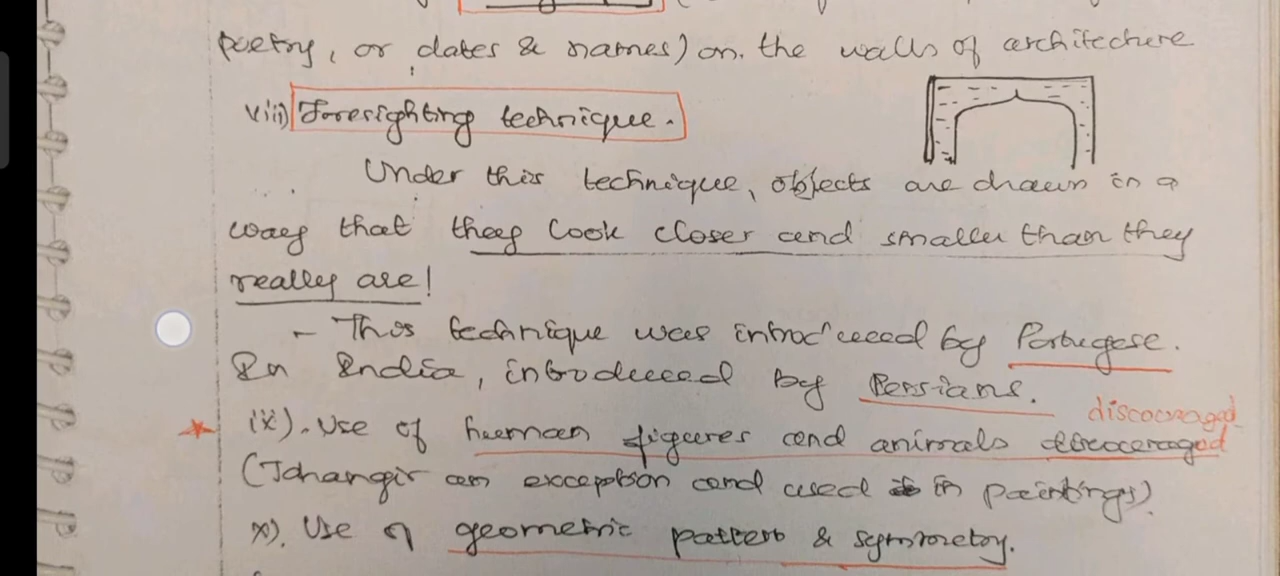 poetry, or dates & names) on the walls of architechere
viii) Foresighting technique.
Under this technique, objects are drawn in a
way that they look closer and smaller than they
really are!
- This technique was introduced by Portugese.
In India, introduced by Persians.
discouraged
ix). Use of human figures and animals discouraged
(Jahangir an exception and used in paintings).
x). Use of geometric pattern & symmetry.